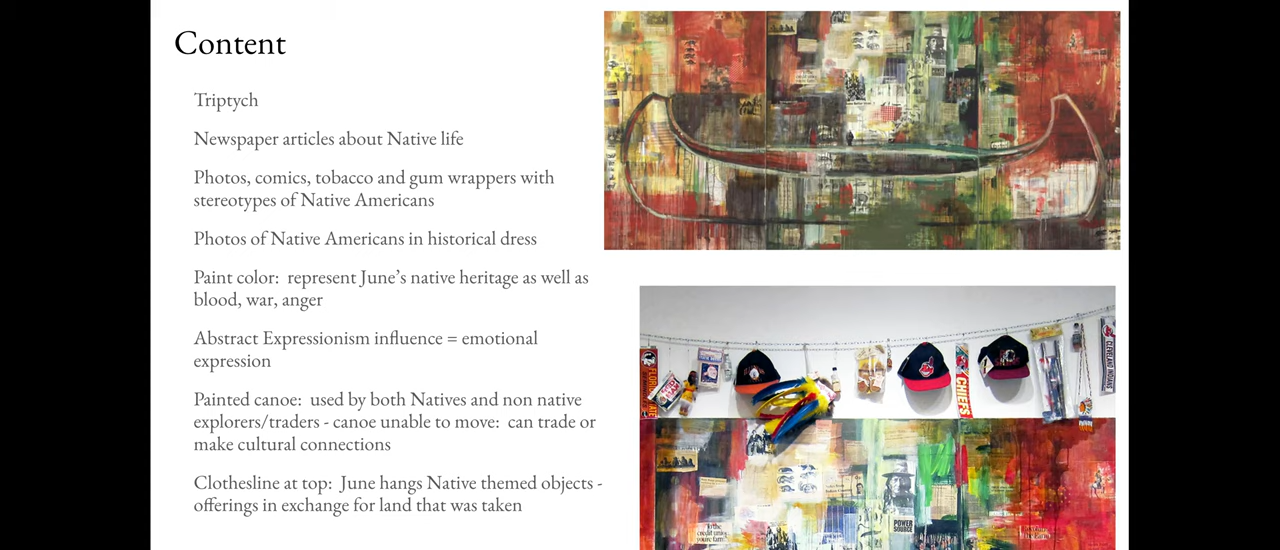 Content
Triptych
Newspaper articles about Native life
Photos, comics, tobacco and gum wrappers with
stereotypes of Native Americans
Photos of Native Americans in historical dress
Paint color:  represent June’s native heritage as well as
blood, war, anger
Abstract Expressionism influence = emotional
expression
Painted canoe:  used by both Natives and non native
explorers/traders - canoe unable to move:  can trade or
make cultural connections
Clothesline at top:  June hangs Native themed objects -
offerings in exchange for land that was taken
CHIEFS
CLEVELAND INDIANS
POWER
SOURCE